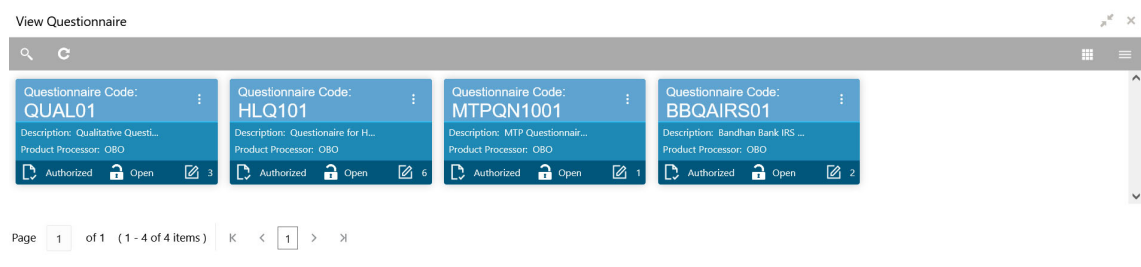 View Questionnaire
Questionnaire Code:
QUAL01
Description: Qualitative Questi...
Product Processor: OBO
Authorized Open 3
Questionnaire Code:
HLQ101
Description: Questionaire for H...
Product Processor: OBO
Authorized Open 6
Questionnaire Code:
MTPQN1001
Description: MTP Questionnair...
Product Processor: OBO
Authorized Open 1
Questionnaire Code:
BBQAIRS01
Description: Bandhan Bank IRS ...
Product Processor: OBO
Authorized Open 2
Page 1 of 1 ( 1 - 4 of 4 items ) 1